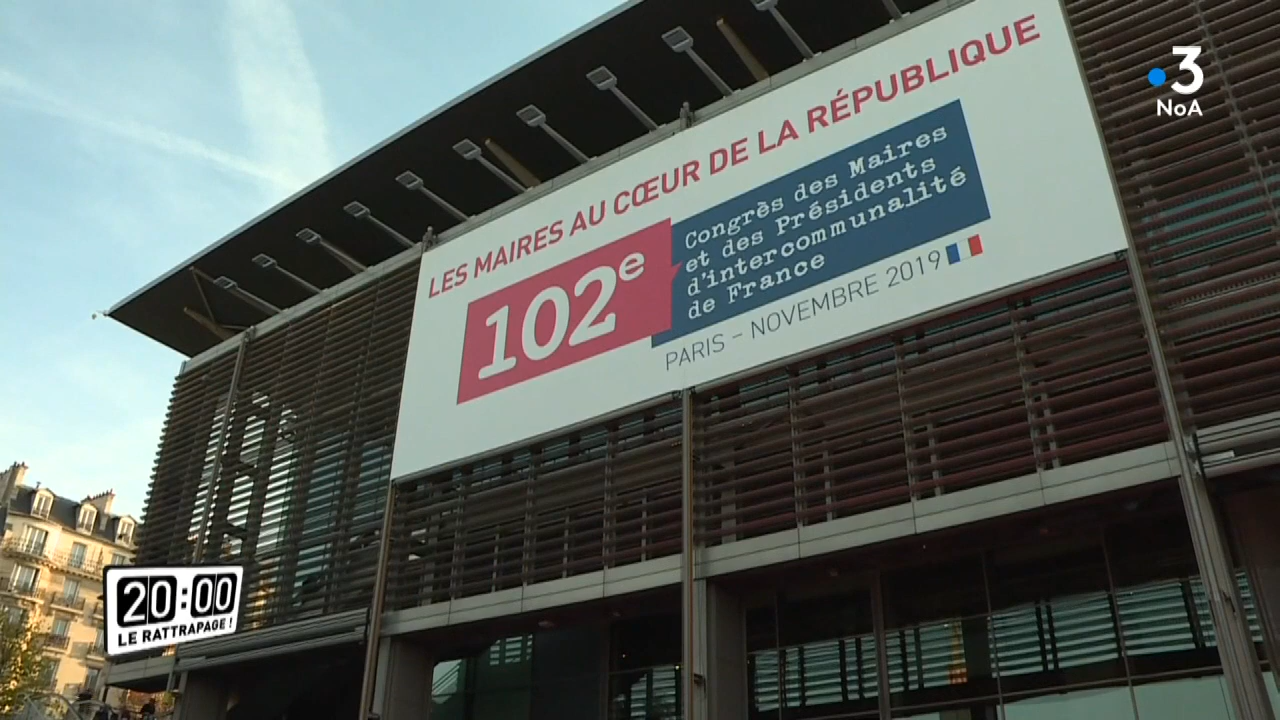 LES MAIRES AU CŒUR DE LA RÉPUBLIQUE
102e
Congrès des Maires
et des Présidents
d'intercommunalité
de France
PARIS – NOVEMBRE 2019
3
NoA
20:00
LE RATTRAPAGE !